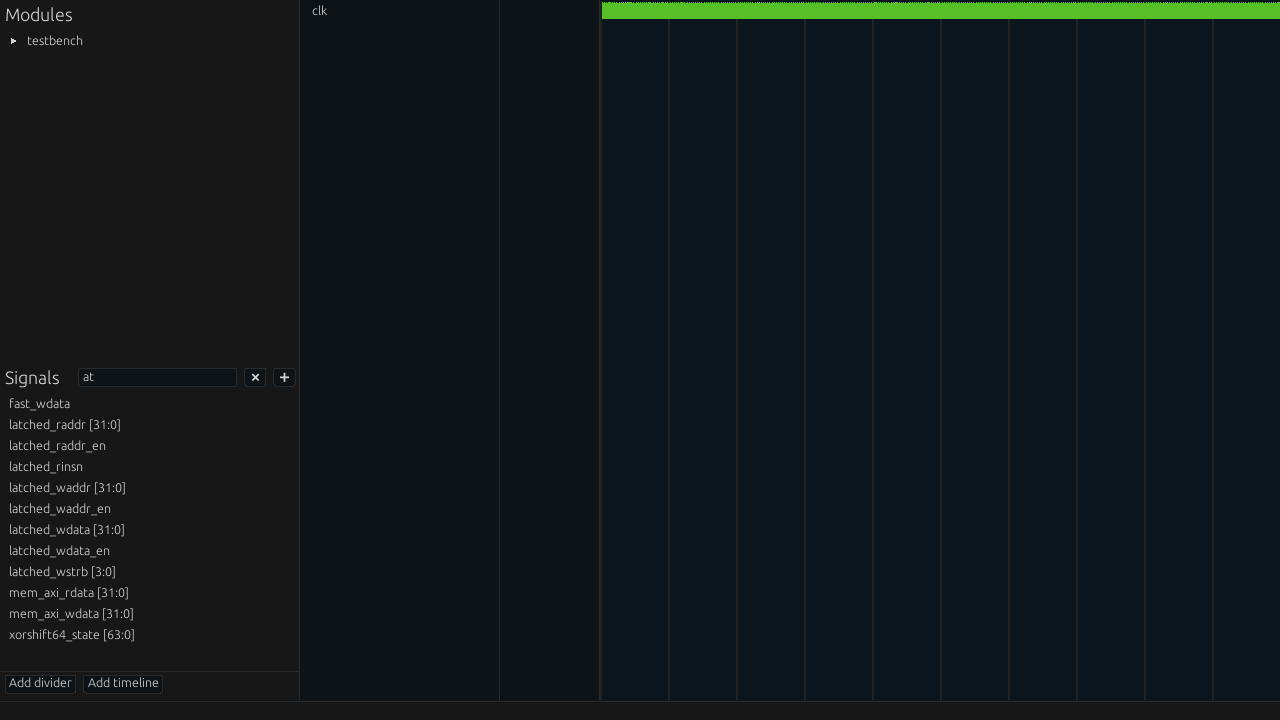 Modules
clk
testbench
Signals at × +
fast_wdata
latched_raddr [31:0]
latched_raddr_en
latched_rinsn
latched_waddr [31:0]
latched_waddr_en
latched_wdata [31:0]
latched_wdata_en
latched_wstrb [3:0]
mem_axi_rdata [31:0]
mem_axi_wdata [31:0]
xorshift64_state [63:0]
Add divider Add timeline